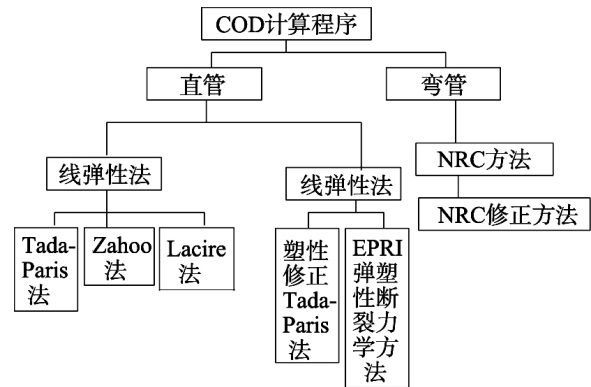 COD计算程序
直管
弯管
线弹性法
线弹性法
NRC方法
NRC修正方法
Tada-
Paris
法
Zahoo
法
Lacire
法
塑性
修正
Tada-
Paris
法
EPRI
弹塑
性断
裂力
学方
法